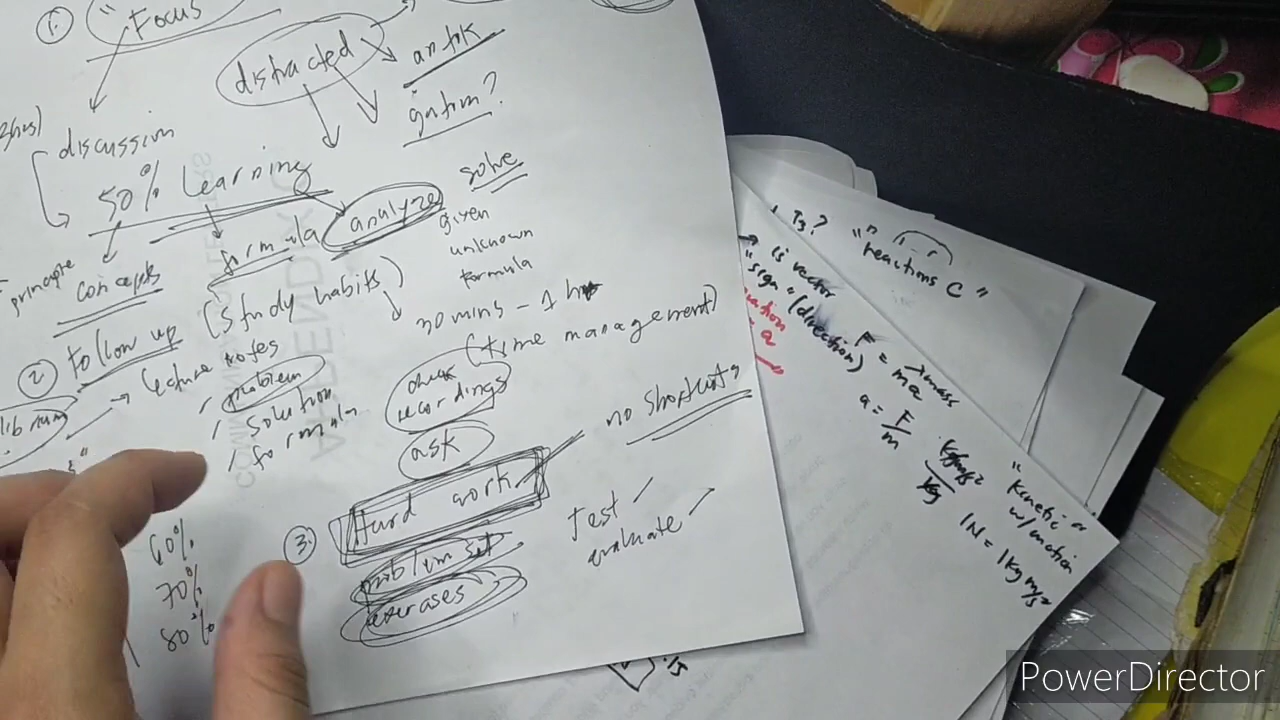 ① "Focus
distracted
antok
gutom?
discussion
50% Learning
solve
analyze
formula
given
unknown
formula
principle
concepts
(study habits)
30 mins - 1 hr
(time management)
② Follow up
lecture notes
problem
solution
formula
check
recordings
ask
no shortcuts
③ Hard work
problem set
exercises
Test
evaluate
60%
70%
80%
T3?
"reactions C"
is vector
"sign" (direction)
F = ma
mass
a = F/m
"kinetic"
w/ motion
1N = 1 kg m/s²
PowerDirector